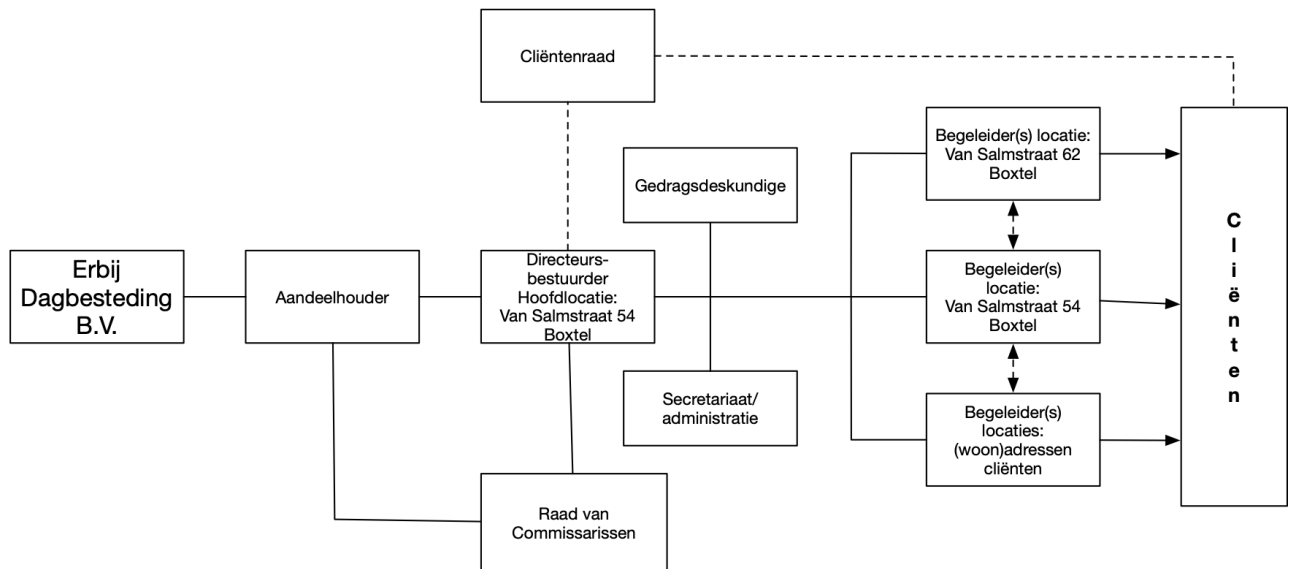 Cliëntenraad
Begeleider(s) locatie:
Van Salmstraat 62
Boxtel
Gedragsdeskundige
Erbij
Dagbesteding
B.V.
Aandeelhouder
Directeurs-
bestuurder
Hoofdlocatie:
Van Salmstraat 54
Boxtel
Begeleider(s)
locatie:
Van Salmstraat 54
Boxtel
C
l
i
ë
n
t
e
n
Secretariaat/
administratie
Begeleider(s)
locaties:
(woon)adressen
cliënten
Raad van
Commissarissen